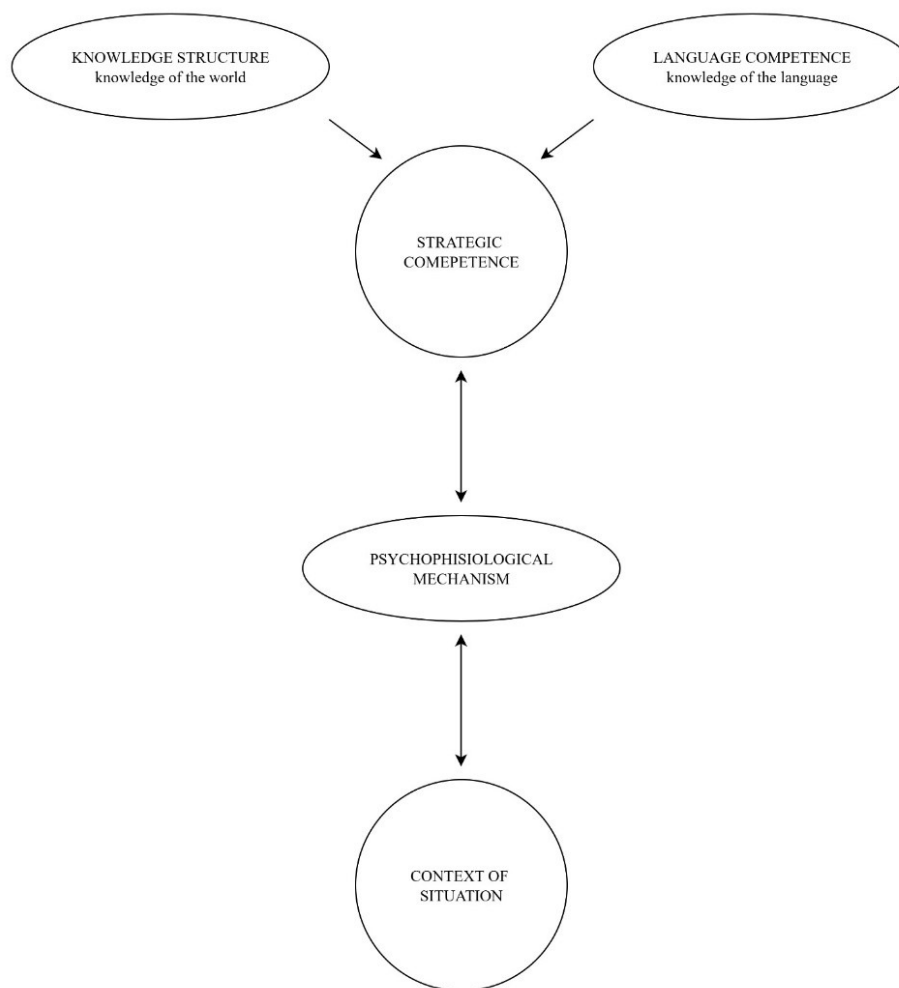 KNOWLEDGE STRUCTURE
knowledge of the world
LANGUAGE COMPETENCE
knowledge of the language
STRATEGIC
COMEPETENCE
PSYCHOPHISIOLOGICAL
MECHANISM
CONTEXT OF
SITUATION